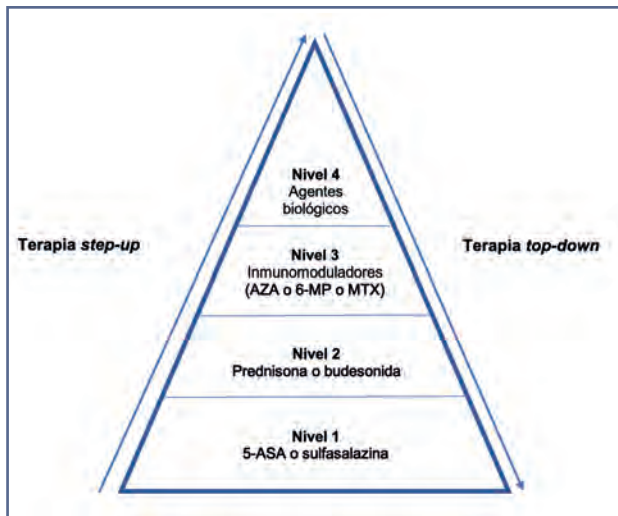 Nivel 4
Agentes
biológicos
Terapia step-up
Terapia top-down
Nivel 3
Inmunomoduladores
(AZA o 6-MP o MTX)
Nivel 2
Prednisona o budesonida
Nivel 1
5-ASA o sulfasalazina